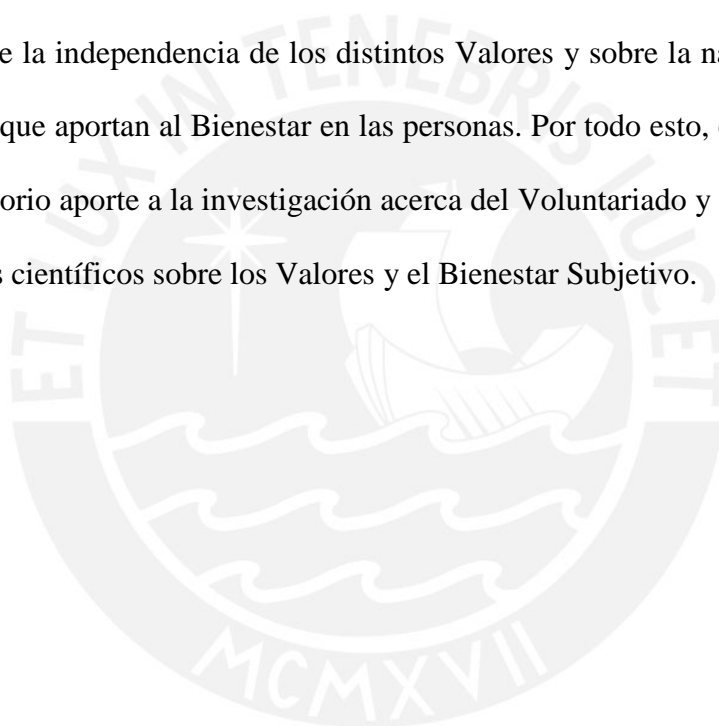 e la independencia de los distintos Valores y sobre la na
que aportan al Bienestar en las personas. Por todo esto,
orio aporte a la investigación acerca del Voluntariado y
s científicos sobre los Valores y el Bienestar Subjetivo.
ET LUX IN TENEBRIS LUCET
MCMXVII